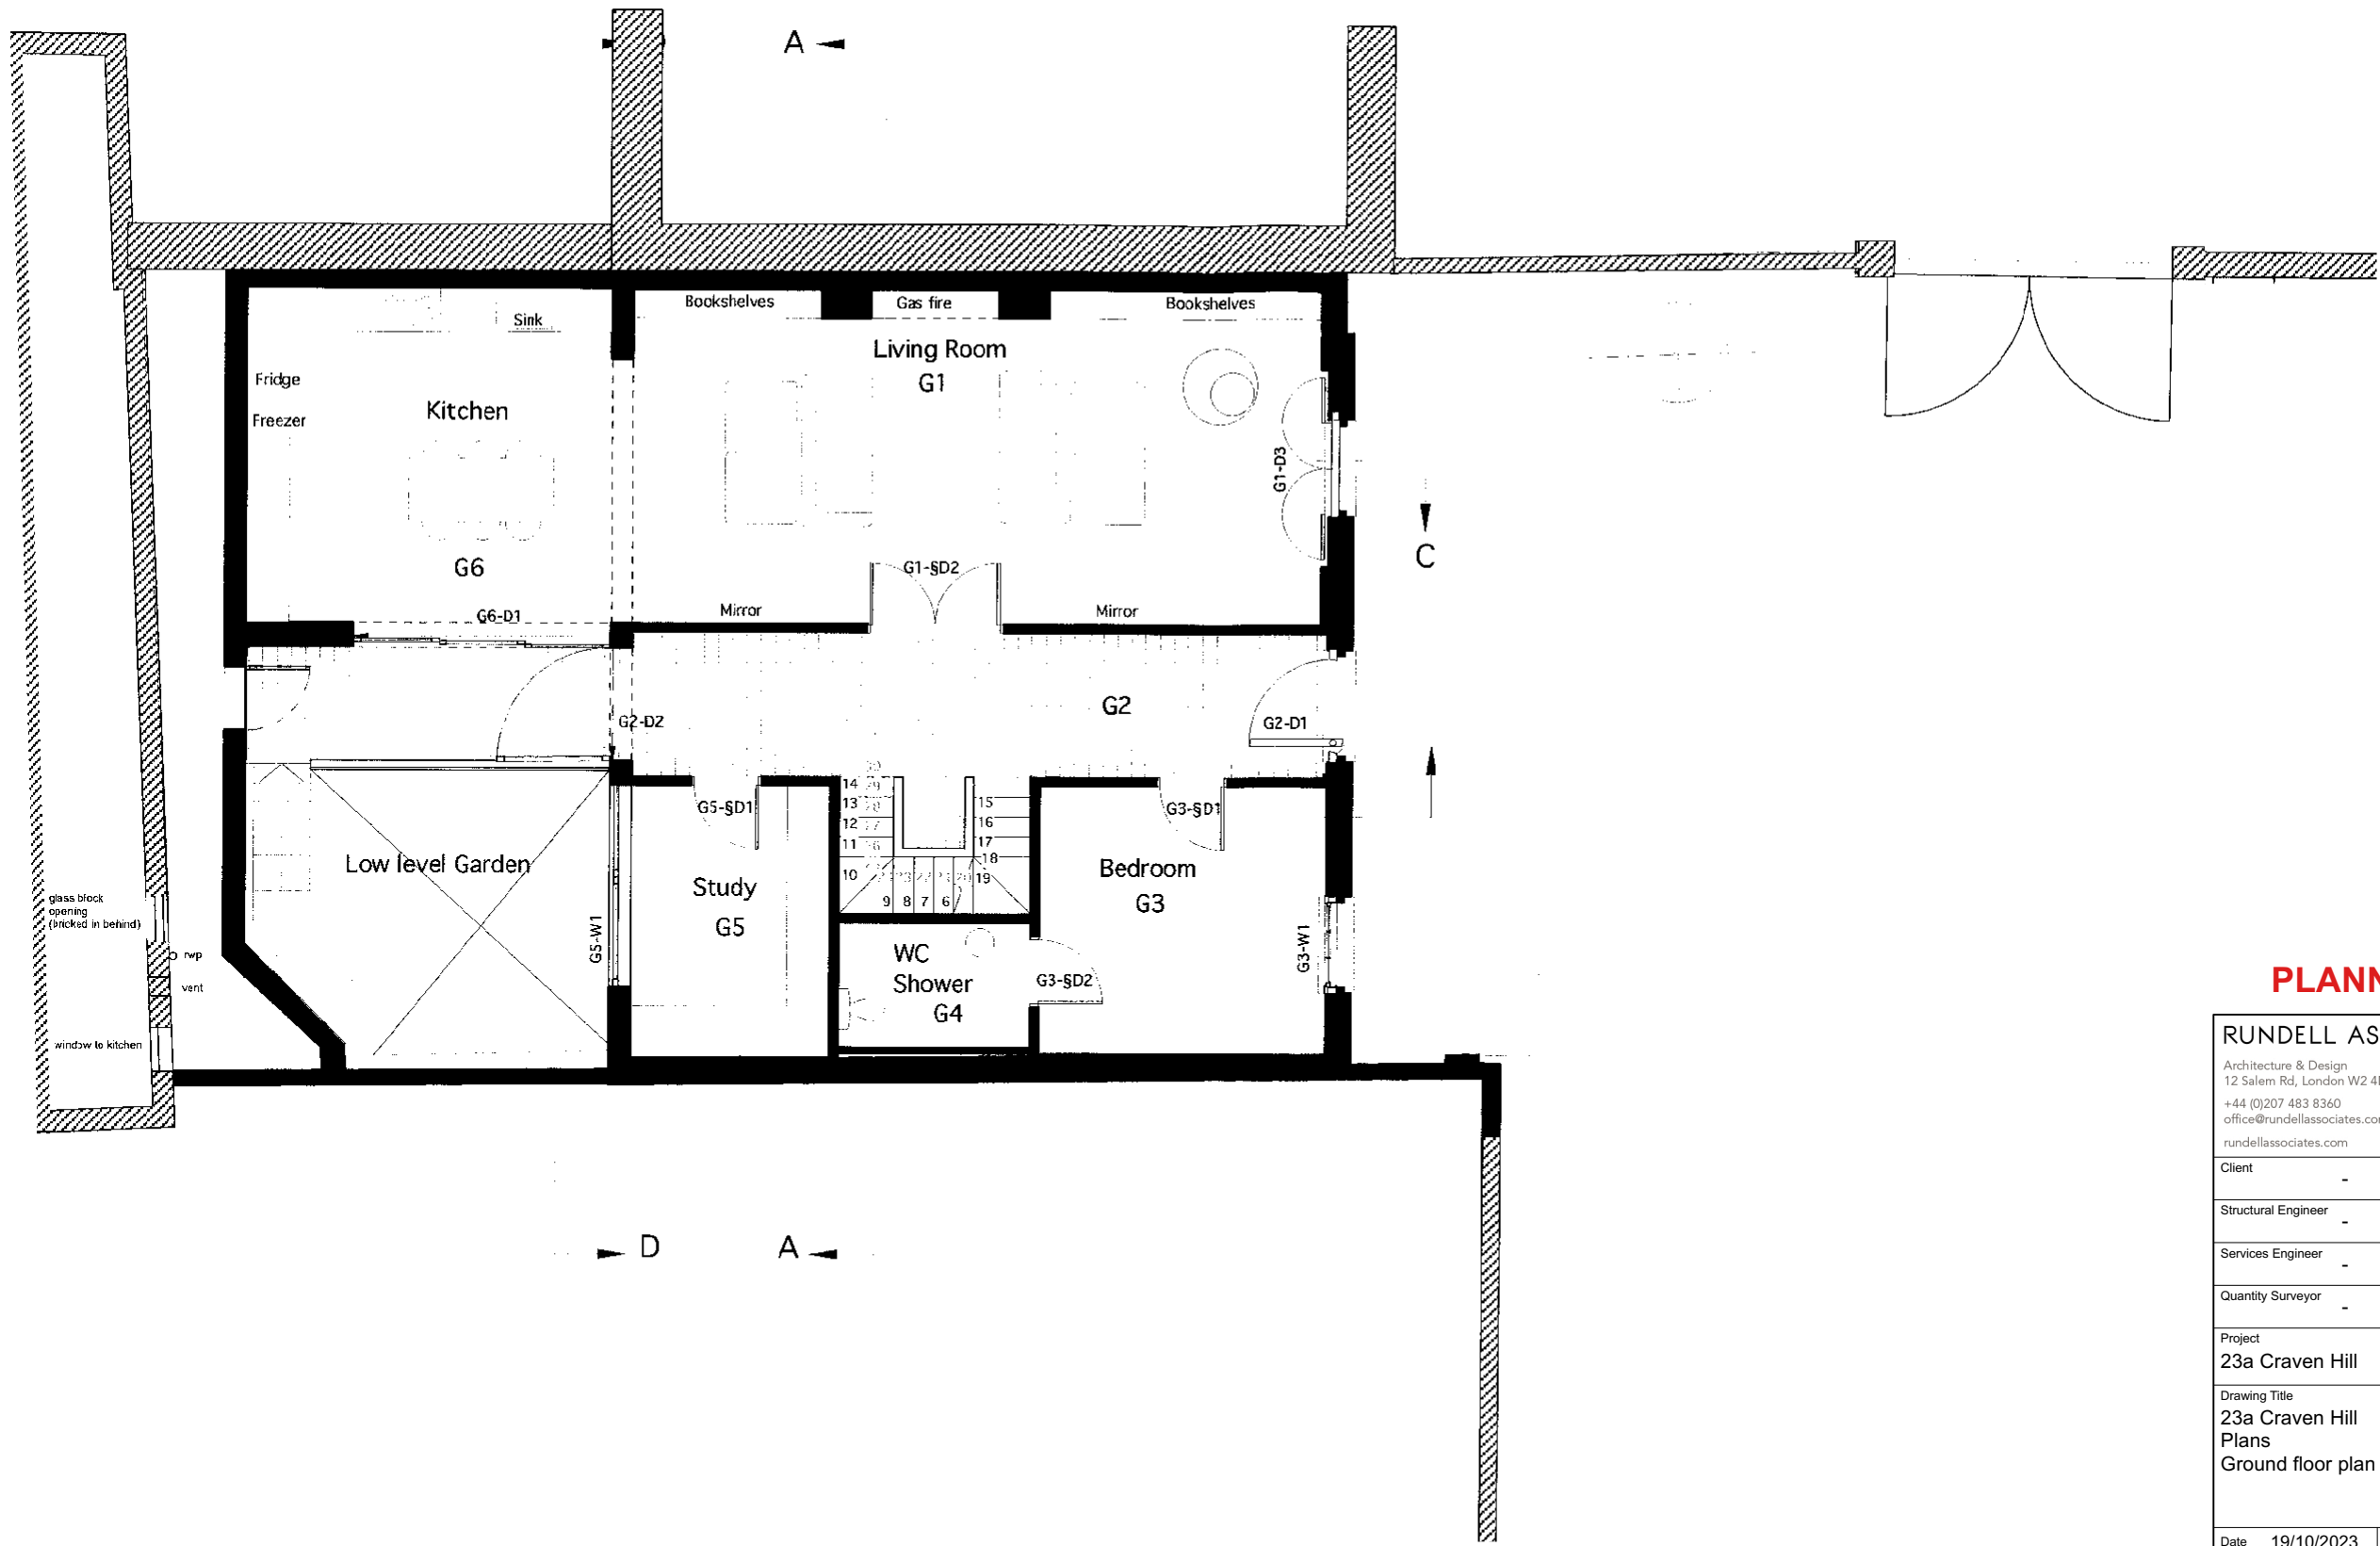 A
Bookshelves
Gas fire
Bookshelves
Sink
Living Room
G1
Fridge
Kitchen
Freezer
G1-D3
C
G6
G1-§D2
Mirror
Mirror
G6-D1
G2
G2-D2
G2-D1
14
13
12
11
10
9 8 7 6
15
16
17
18
19
G5-§D1
G3-§D1
Low level Garden
Study
G5
Bedroom
G3
glass block
opening
(bricked in behind)
G5-W1
G3-W1
rwp
vent
WC
Shower
G4
G3-§D2
window to kitchen
D
A
PLANN
RUNDELL AS
Architecture & Design
12 Salem Rd, London W2 4
+44 (0)207 483 8360
office@rundellassociates.co
rundellassociates.com
Client
-
Structural Engineer
-
Services Engineer
-
Quantity Surveyor
-
Project
23a Craven Hill
Drawing Title
23a Craven Hill
Plans
Ground floor plan
Date 19/10/2023